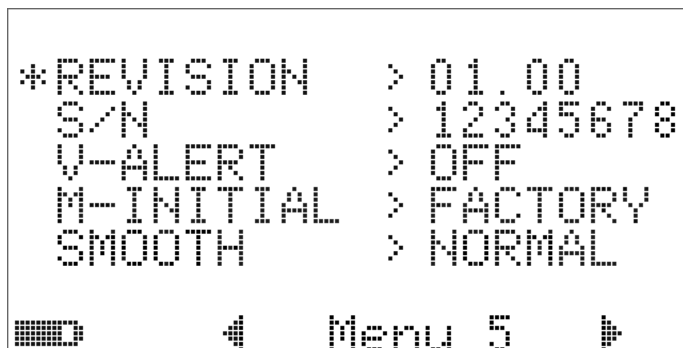 *REVISION > 01.00
S/N > 12345678
V-ALERT > OFF
M-INITIAL > FACTORY
SMOOTH > NORMAL
Menu 5